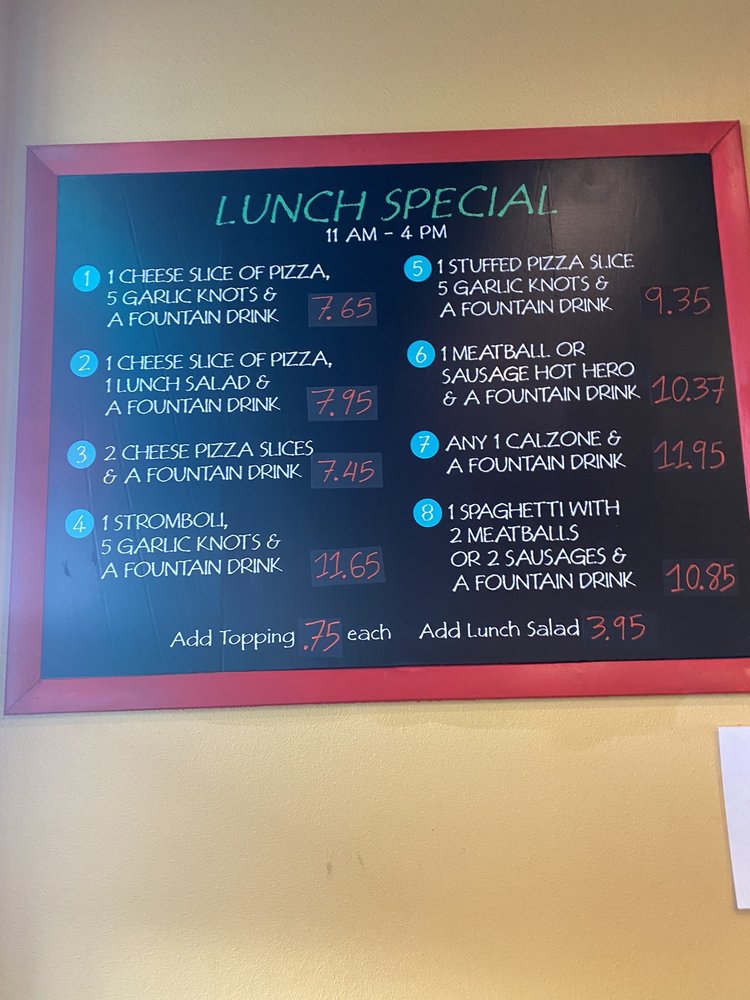 LUNCH SPECIAL
11 AM - 4 PM
1 1 CHEESE SLICE OF PIZZA,
5 GARLIC KNOTS &
A FOUNTAIN DRINK 7.65
2 1 CHEESE SLICE OF PIZZA,
1 LUNCH SALAD &
A FOUNTAIN DRINK 7.95
3 2 CHEESE PIZZA SLICES
& A FOUNTAIN DRINK 7.45
4 1 STROMBOLI,
5 GARLIC KNOTS &
A FOUNTAIN DRINK 11.65
5 1 STUFFED PIZZA SLICE
5 GARLIC KNOTS &
A FOUNTAIN DRINK 9.35
6 1 MEATBALL OR
SAUSAGE HOT HERO
& A FOUNTAIN DRINK 10.37
7 ANY 1 CALZONE &
A FOUNTAIN DRINK 11.95
8 1 SPAGHETTI WITH
2 MEATBALLS
OR 2 SAUSAGES &
A FOUNTAIN DRINK 10.85
Add Topping .75 each
Add Lunch Salad 3.95